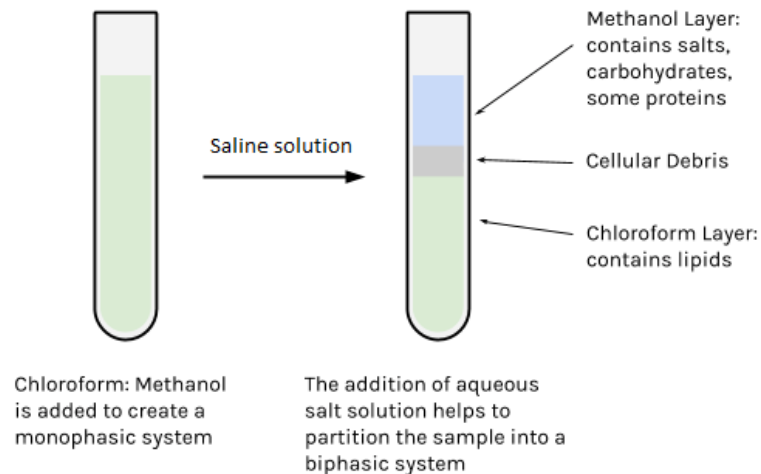 Methanol Layer:
contains salts,
carbohydrates,
some proteins
Saline solution
Cellular Debris
Chloroform Layer:
contains lipids
Chloroform: Methanol
is added to create a
monophasic system
The addition of aqueous
salt solution helps to
partition the sample into a
biphasic system